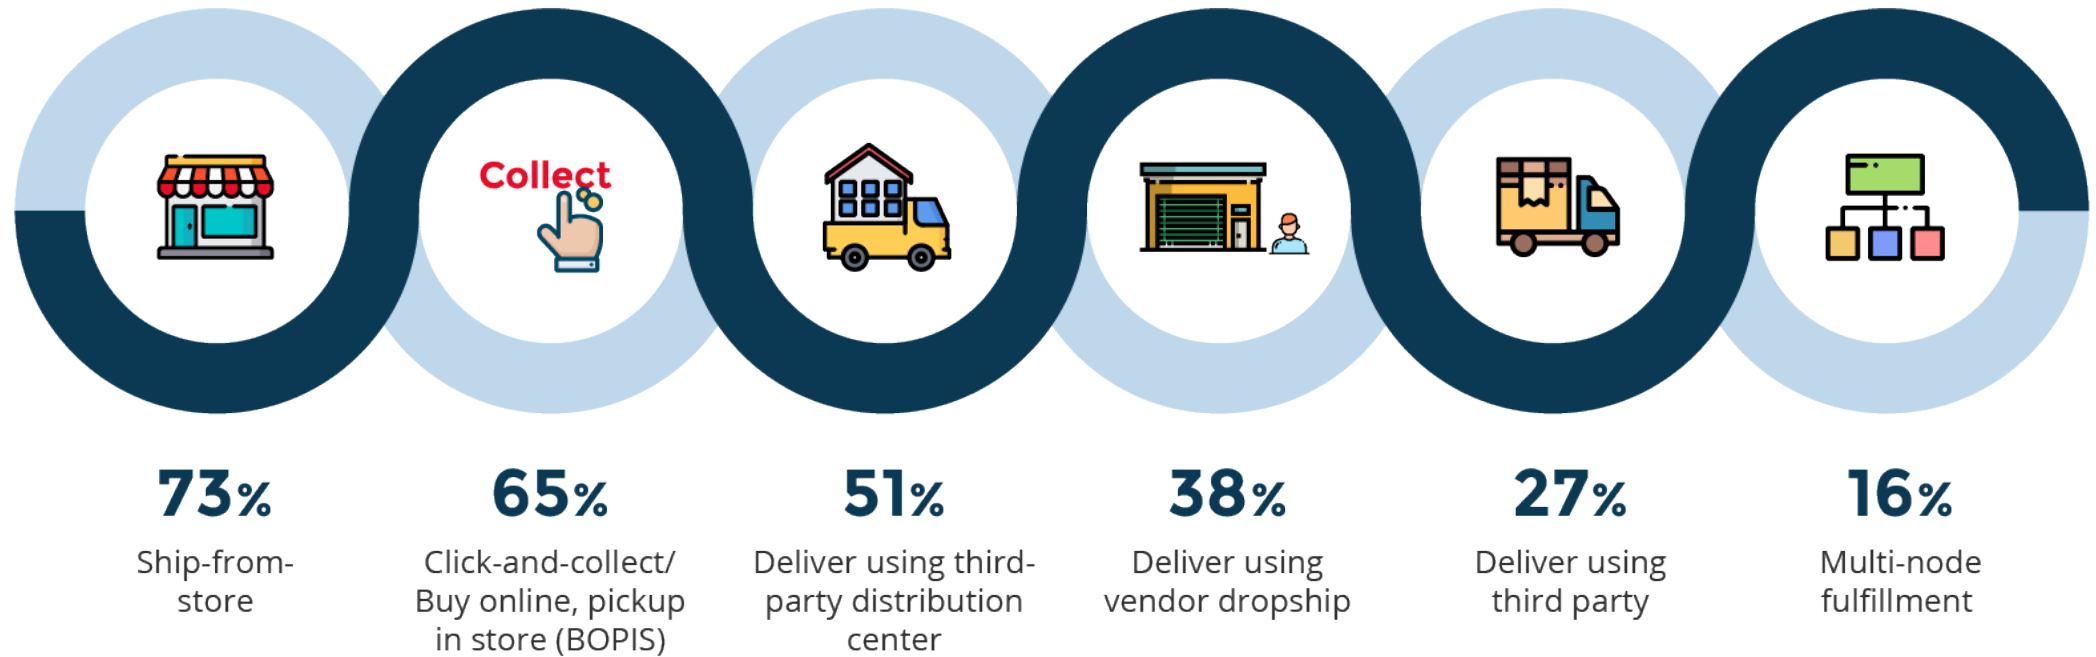 Collect
73%
Ship-from-
store
65%
Click-and-collect/
Buy online, pickup
in store (BOPIS)
51%
Deliver using third-
party distribution
center
38%
Deliver using
vendor dropship
27%
Deliver using
third party
16%
Multi-node
fulfillment